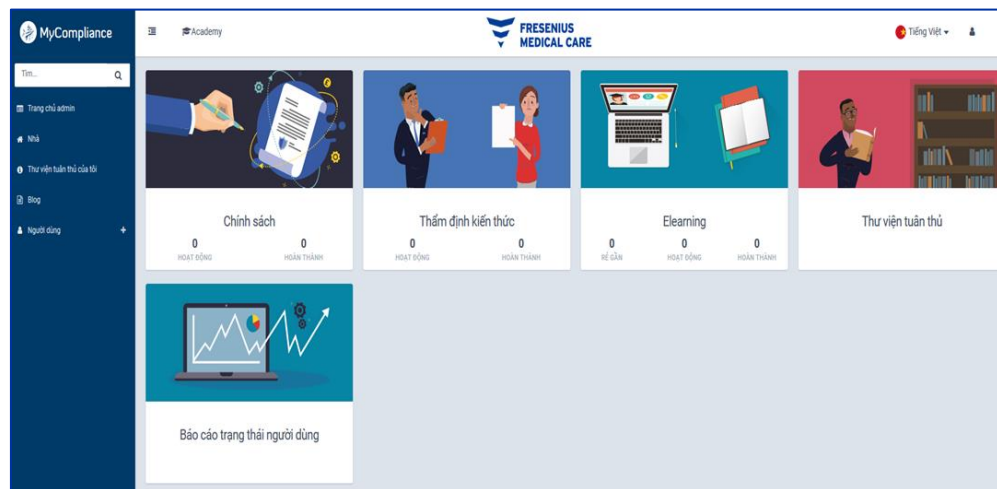 MyCompliance
Academy
FRESENIUS
MEDICAL CARE
Tiếng Việt
Tìm...
Trang chủ admin
Nhà
Thư viện tuân thủ của tôi
Blog
Người dùng
Chính sách
0 0
HOẠT ĐỘNG HOÀN THÀNH
Thẩm định kiến thức
0 0
HOẠT ĐỘNG HOÀN THÀNH
Elearning
0 0 0
RẺ GẦN HOẠT ĐỘNG HOÀN THÀNH
Thư viện tuân thủ
Báo cáo trạng thái người dùng